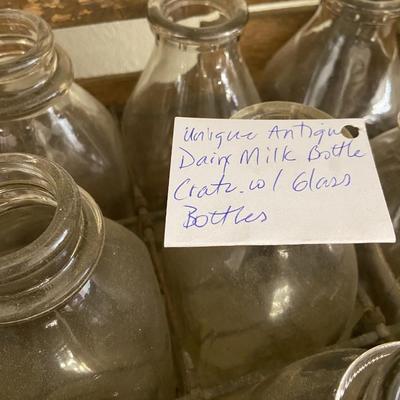 Unique Antique
Dairy Milk Bottle
Crate w/ Glass
Bottles